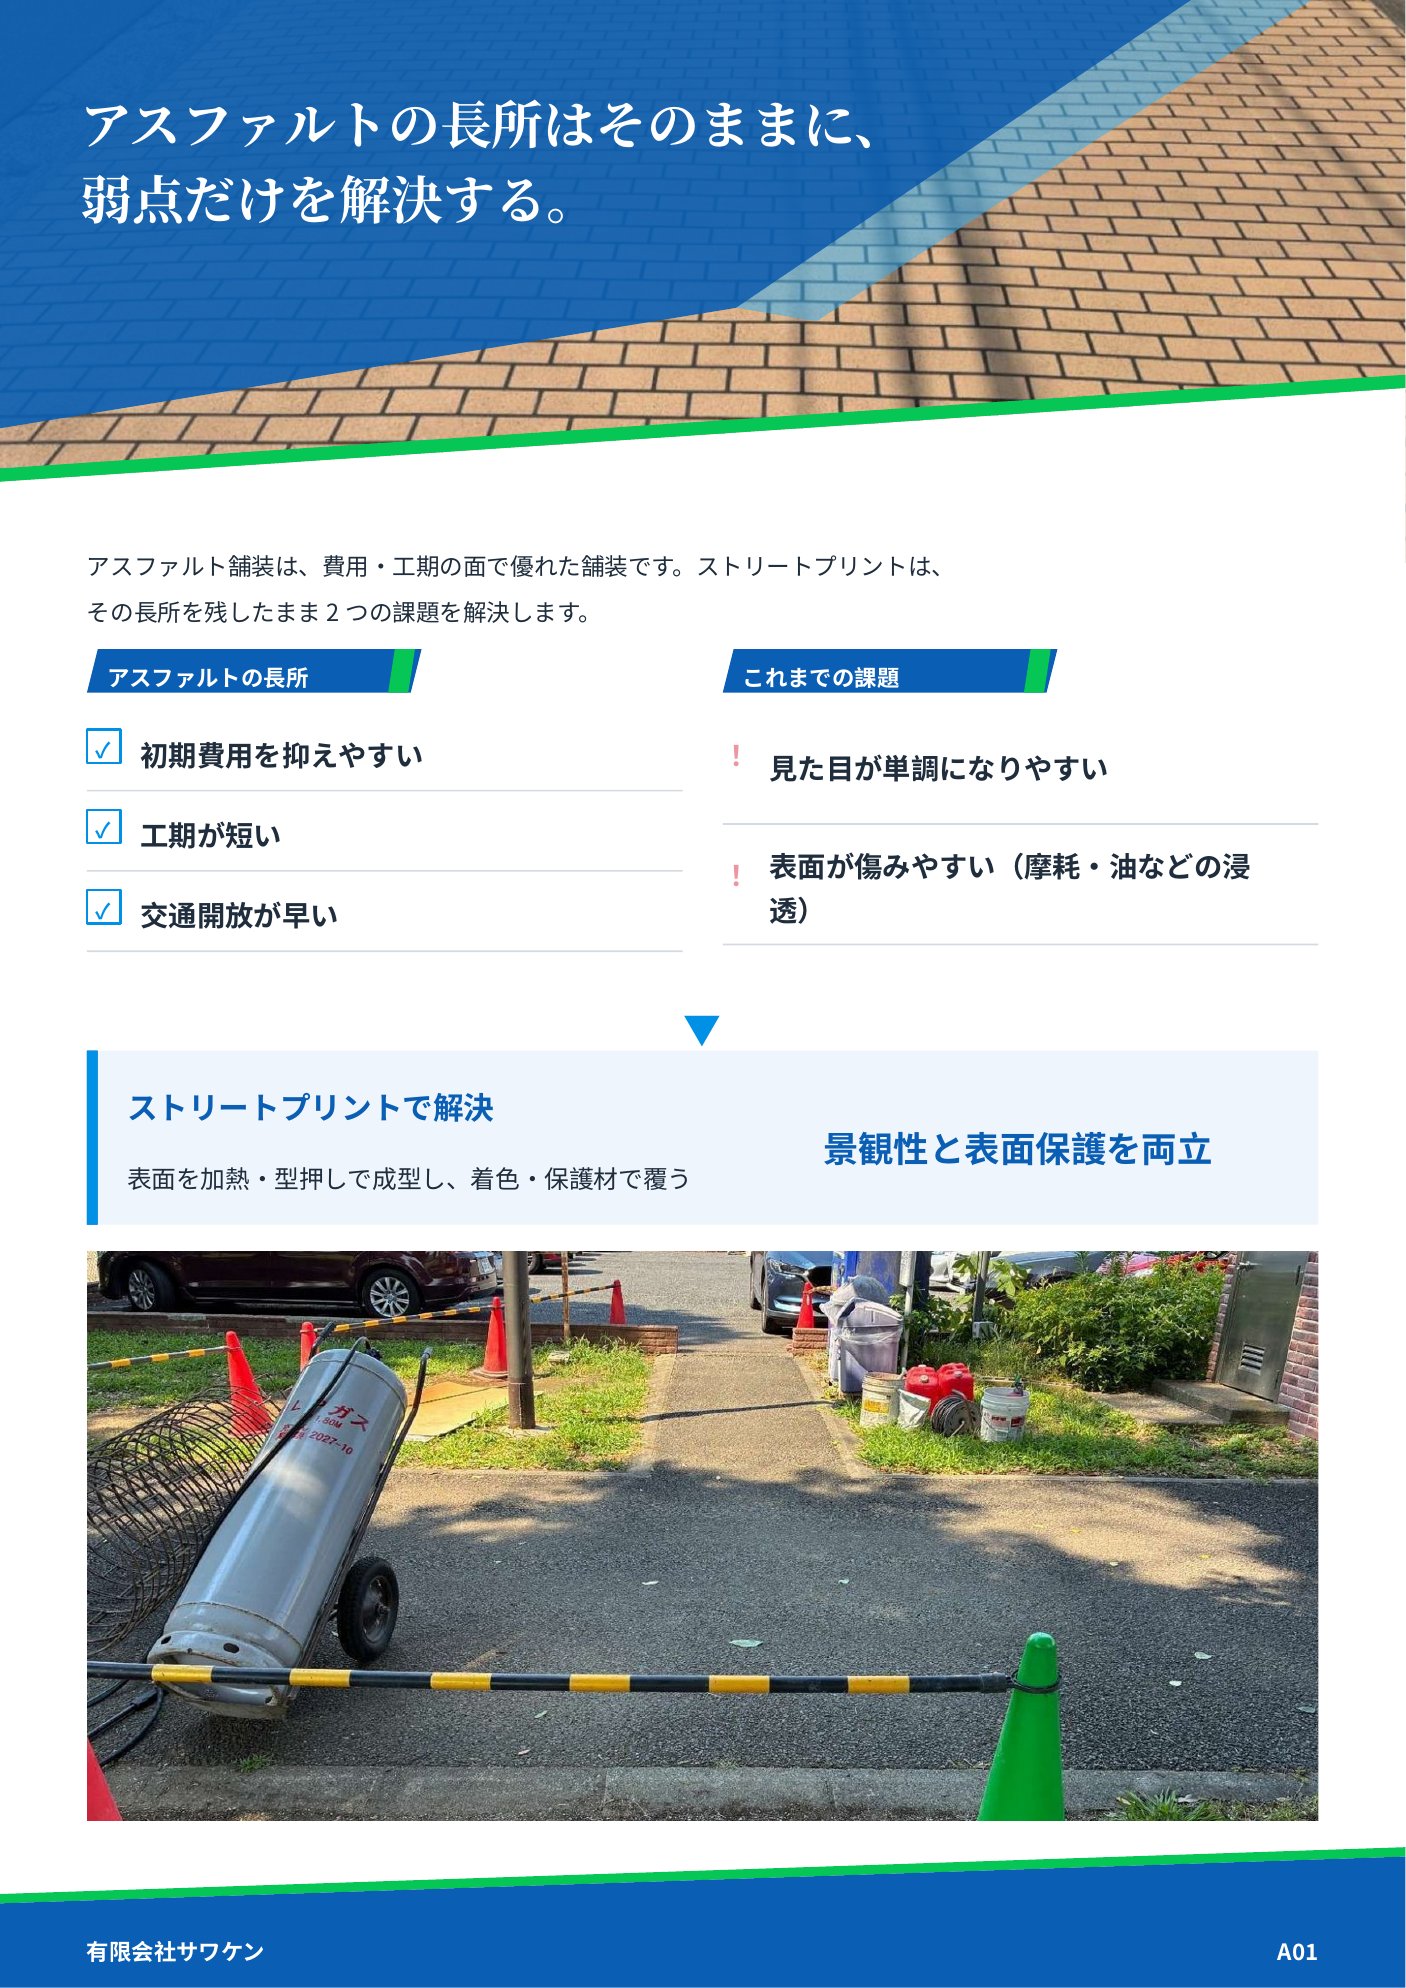 アスファルトの長所はそのままに、
弱点だけを解決する。
アスファルト舗装は、費用・工期の面で優れた舗装です。ストリートプリントは、
その長所を残したまま2つの課題を解決します。
アスファルトの長所
✓ 初期費用を抑えやすい
✓ 工期が短い
✓ 交通開放が早い
これまでの課題
! 見た目が単調になりやすい
! 表面が傷みやすい（摩耗・油などの浸
透）
ストリートプリントで解決
表面を加熱・型押しで成型し、着色・保護材で覆う
景観性と表面保護を両立
ガス
2027-10
有限会社サワケン
A01